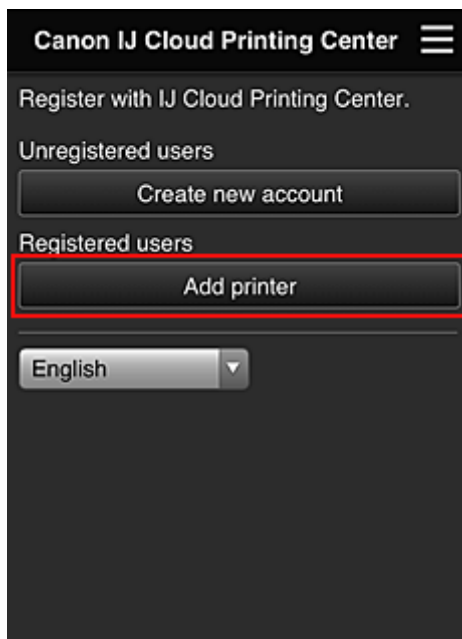 Canon IJ Cloud Printing Center
Register with IJ Cloud Printing Center.
Unregistered users
Create new account
Registered users
Add printer
English